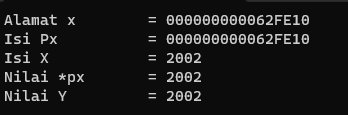 Alamat x       = 000000000062FE10
Isi Px         = 000000000062FE10
Isi X          = 2002
Nilai *px      = 2002
Nilai Y        = 2002